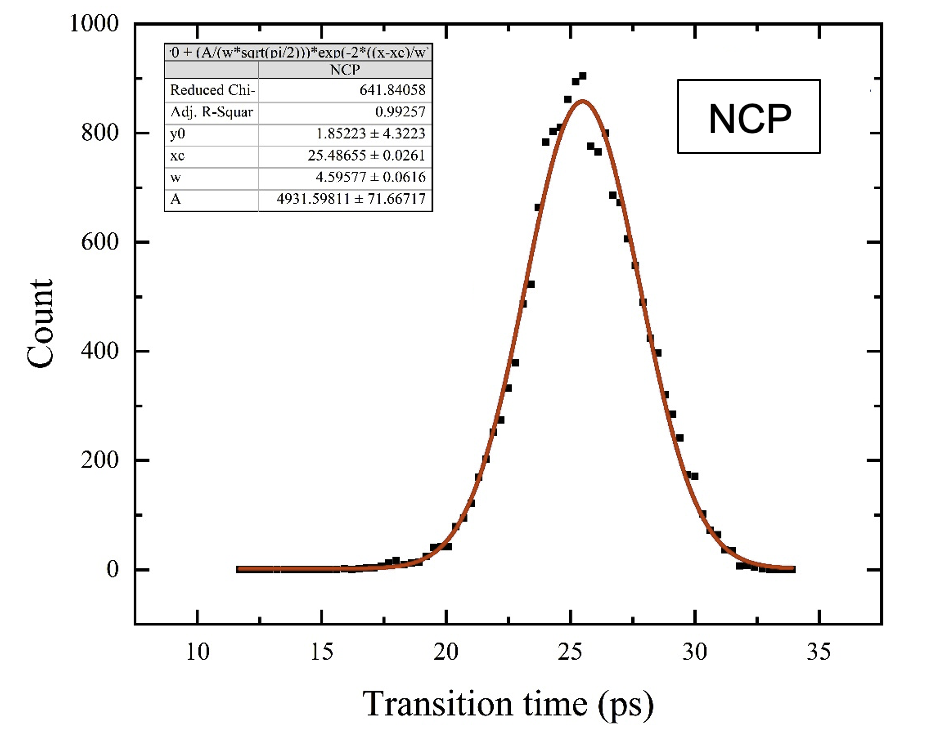 1000
800
600
400
200
0
10 15 20 25 30 35
Count
Transition time (ps)
0 + (A/(w*sqrt(pi/2)))*exp(-2*((x-xc)/w
NCP
Reduced Chi- 641.84058
Adj. R-Squar 0.99257
y0 1.85223 ± 4.3223
xc 25.48655 ± 0.0261
w 4.59577 ± 0.0616
A 4931.59811 ± 71.66717
NCP